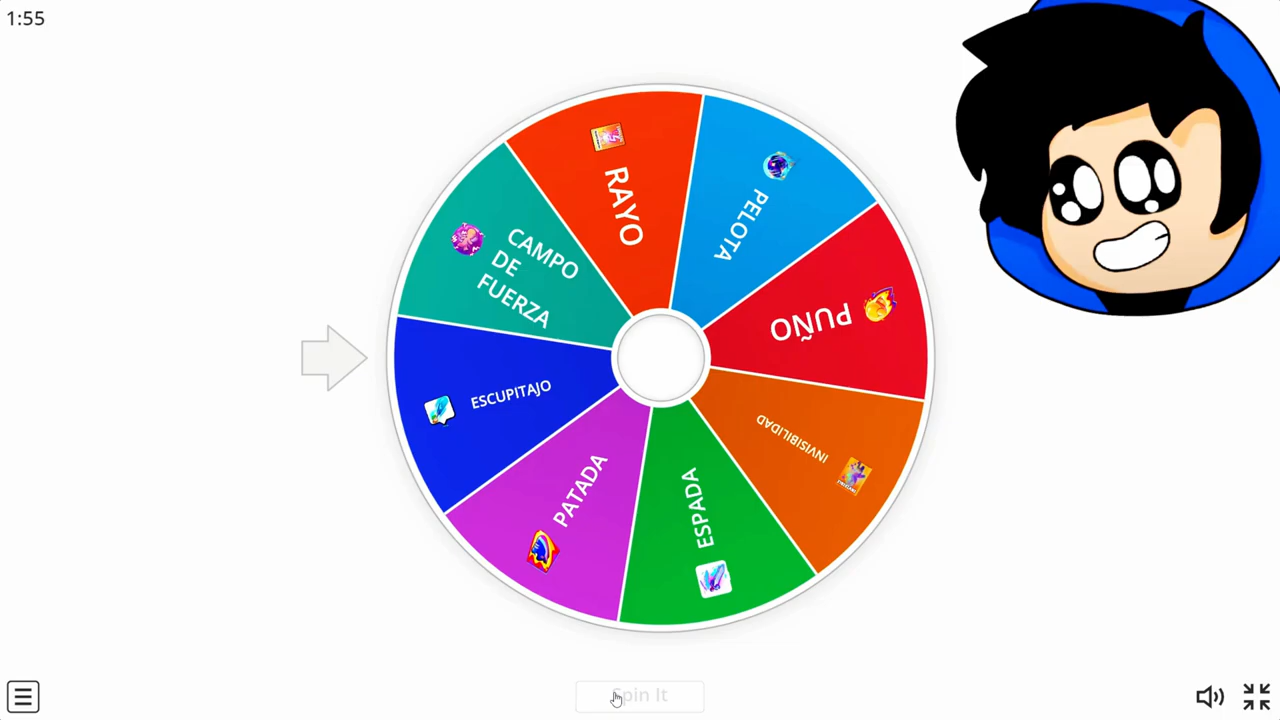 1:55
RAYO
PELOTA
CAMPO
DE
FUERZA
PUÑO
ESCUPITAJO
INVISIBILIDAD
PATADA
ESPADA
Spin It